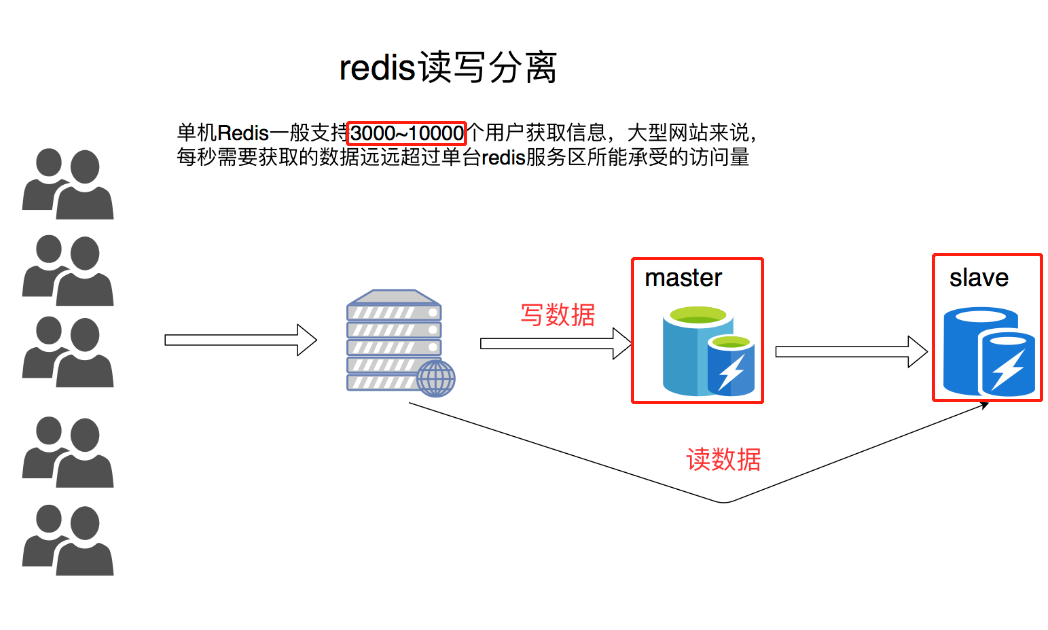 redis读写分离
单机Redis一般支持3000~10000个用户获取信息，大型网站来说，
每秒需要获取的数据远远超过单台redis服务区所能承受的访问量
master
slave
写数据
读数据